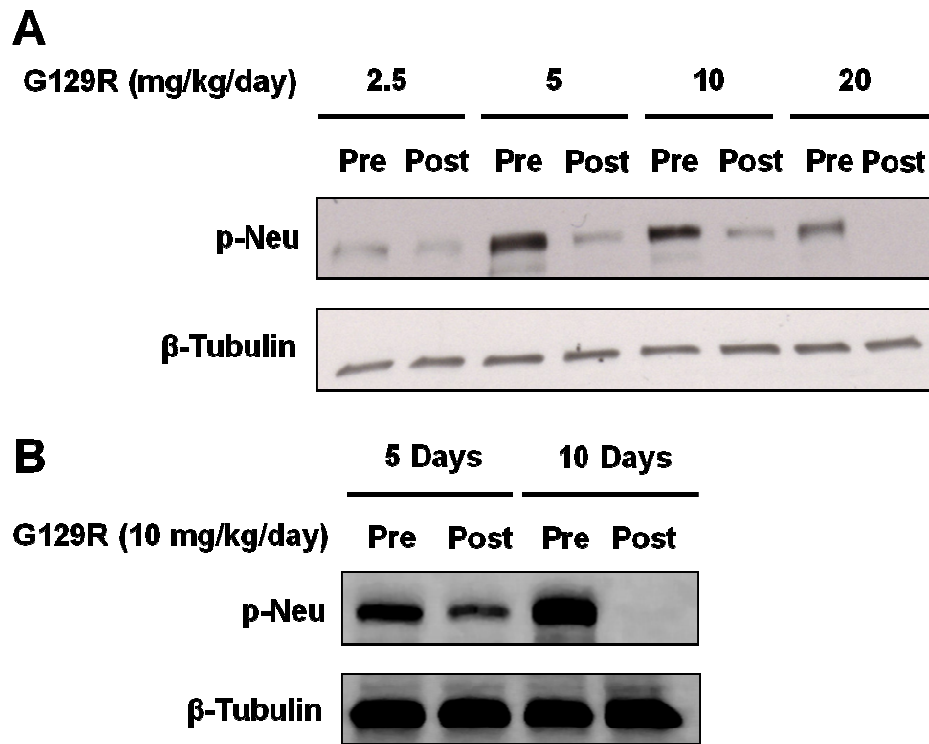 A
G129R (mg/kg/day) 2.5 5 10 20
Pre Post Pre Post Pre Post Pre Post
p-Neu
β-Tubulin
B
5 Days 10 Days
G129R (10 mg/kg/day) Pre Post Pre Post
p-Neu
β-Tubulin